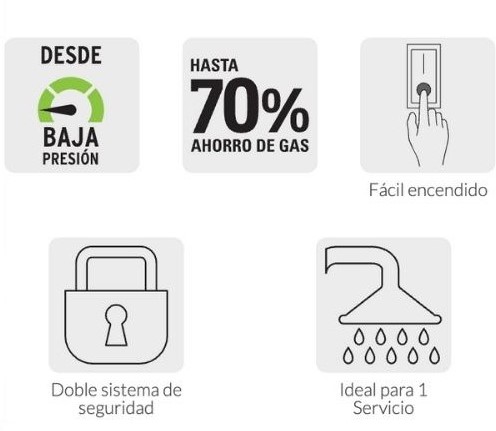 DESDE
BAJA
PRESIÓN
HASTA
70%
AHORRO DE GAS
Fácil encendido
Doble sistema de
seguridad
Ideal para 1
Servicio